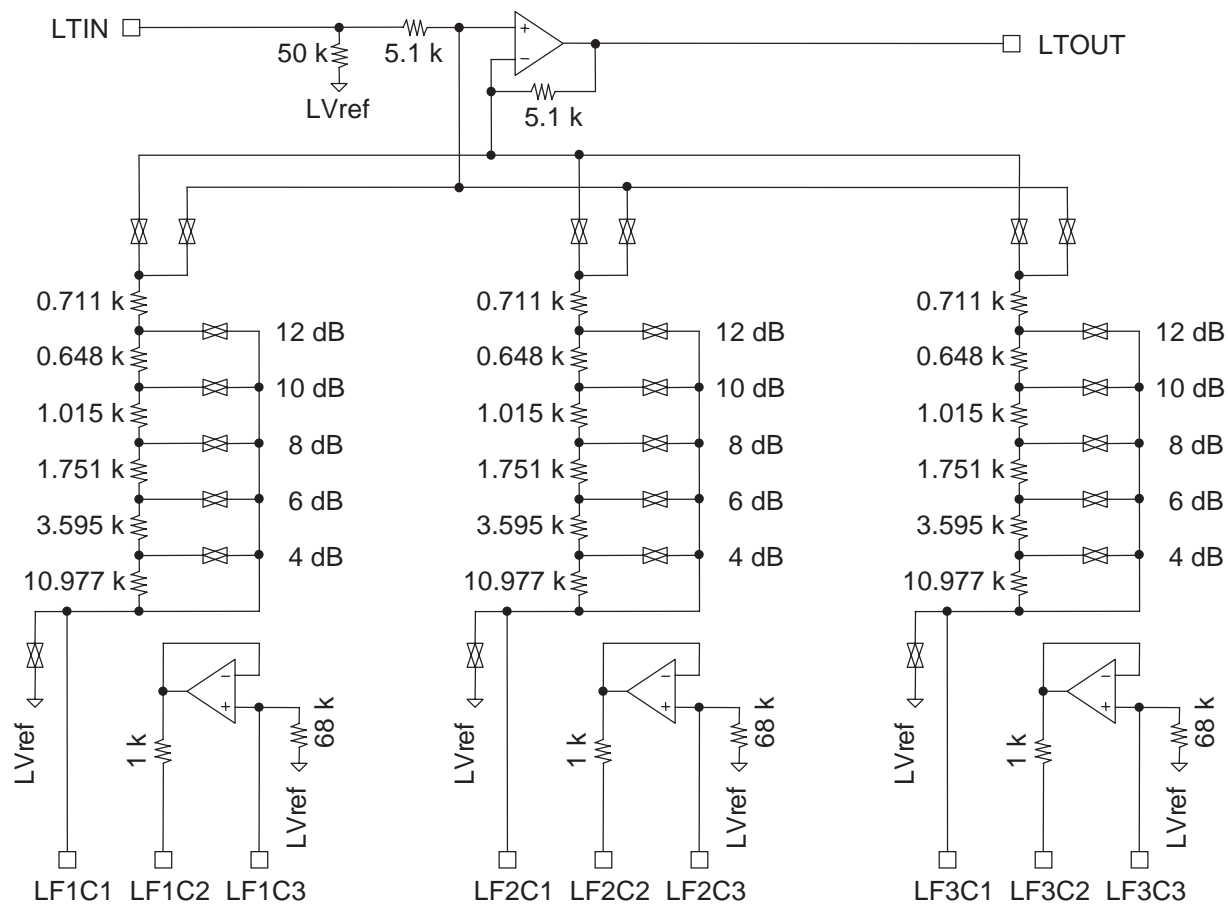 LTIN
50 k
5.1 k
+
−
LTOUT
LVref
5.1 k
0.711 k
12 dB
0.648 k
10 dB
1.015 k
8 dB
1.751 k
6 dB
3.595 k
4 dB
10.977 k
LVref
−
+
1 k
68 k
LVref
LF1C1
LF1C2
LF1C3
0.711 k
12 dB
0.648 k
10 dB
1.015 k
8 dB
1.751 k
6 dB
3.595 k
4 dB
10.977 k
LVref
−
+
1 k
68 k
LVref
LF2C1
LF2C2
LF2C3
0.711 k
12 dB
0.648 k
10 dB
1.015 k
8 dB
1.751 k
6 dB
3.595 k
4 dB
10.977 k
LVref
−
+
1 k
68 k
LVref
LF3C1
LF3C2
LF3C3